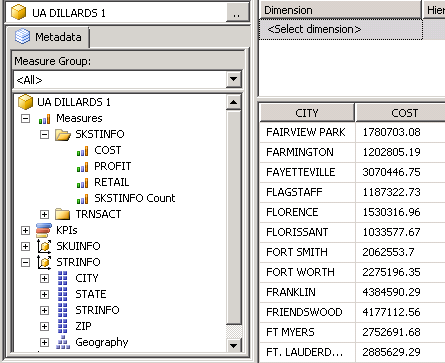 UA DILLARDS 1
..
Metadata
Measure Group:
<All>
UA DILLARDS 1
Measures
SKSTINFO
COST
PROFIT
RETAIL
SKSTINFO Count
TRNSACT
KPIs
SKUINFO
STRINFO
CITY
STATE
STRINFO
ZIP
Geography
Dimension Hier
<Select dimension>
CITY COST
FAIRVIEW PARK 1780703.08
FARMINGTON 1202805.19
FAYETTEVILLE 3070446.75
FLAGSTAFF 1187322.73
FLORENCE 1530316.96
FLORISSANT 1033577.67
FORT SMITH 2062553.7
FORT WORTH 2275196.35
FRANKLIN 4384590.29
FRIENDSWOOD 4177112.56
FT MYERS 2752691.68
FT. LAUDERD... 2885629.29